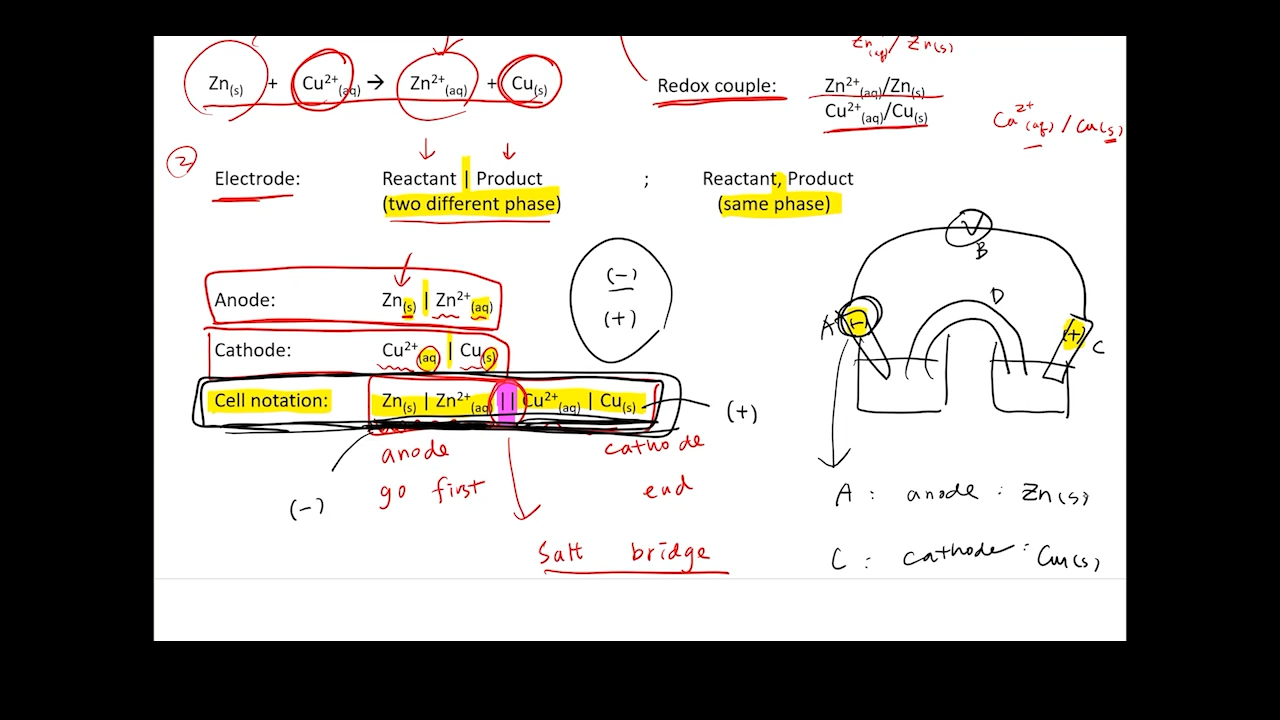 Zn²⁺(aq) / Zn(s)
Zn(s) + Cu²⁺(aq) → Zn²⁺(aq) + Cu(s)
Redox couple: Zn²⁺(aq)/Zn(s)
Cu²⁺(aq)/Cu(s)
Cu²⁺(aq) / Cu(s)
2
Electrode: Reactant | Product ; Reactant, Product
(two different phase) (same phase)
V
B
(-)
(+)
Anode: Zn(s) | Zn²⁺(aq)
D
A (-)
(+) C
Cathode: Cu²⁺(aq) | Cu(s)
Cell notation: Zn(s) | Zn²⁺(aq) || Cu²⁺(aq) | Cu(s)
(+)
anode cathode
go first end
(-)
A : anode : Zn(s)
Salt bridge
C : cathode : Cu(s)